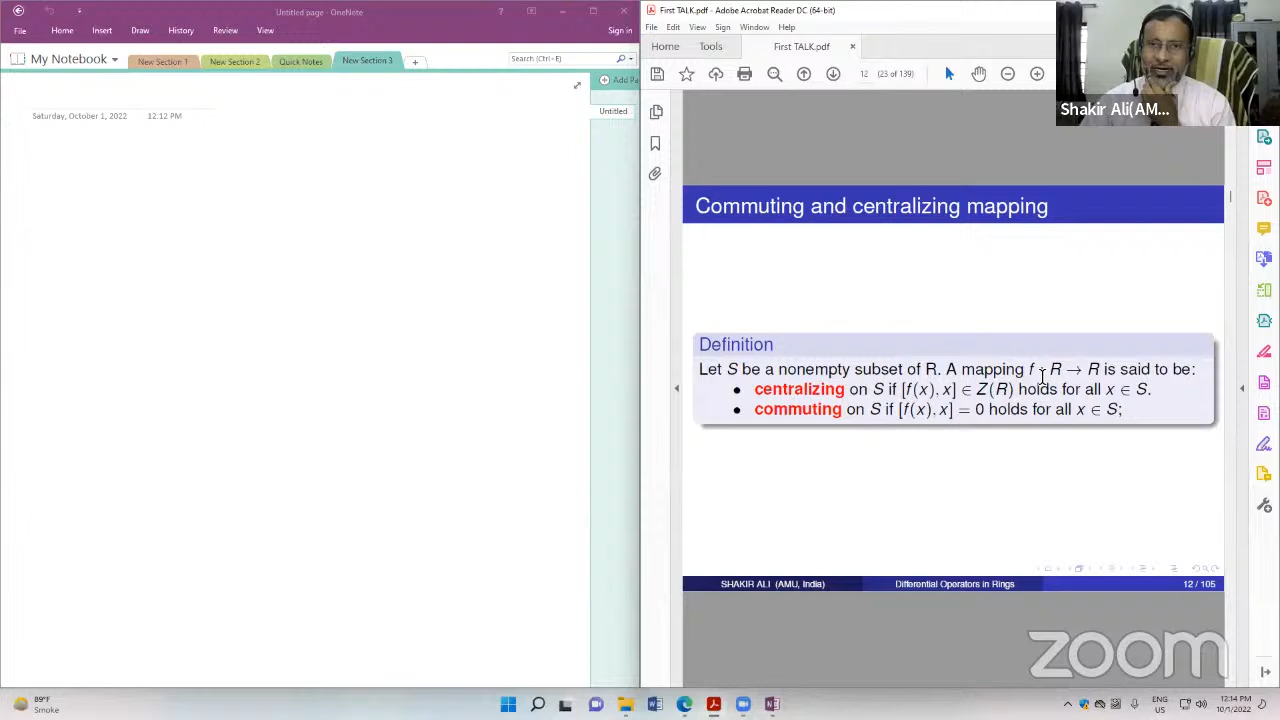 Untitled page - OneNote
File Home Insert Draw History Review View Sign in
My Notebook New Section 1 New Section 2 Quick Notes New Section 3 + Search (Ctrl+E)
Add Pa
Untitled
Saturday, October 1, 2022 12:12 PM
First TALK.pdf - Adobe Acrobat Reader DC (64-bit)
File Edit View Sign Window Help
Home Tools First TALK.pdf ×
12 (23 of 139)
Shakir Ali(AM...
Commuting and centralizing mapping
Definition
Let S be a nonempty subset of R. A mapping f : R → R is said to be:
• centralizing on S if [f(x), x] ∈ Z(R) holds for all x ∈ S.
• commuting on S if [f(x), x] = 0 holds for all x ∈ S;
SHAKIR ALI (AMU, India) Differential Operators in Rings 12 / 105
zoom
89°F
Smoke
ENG
US
12:14 PM
10/1/2022